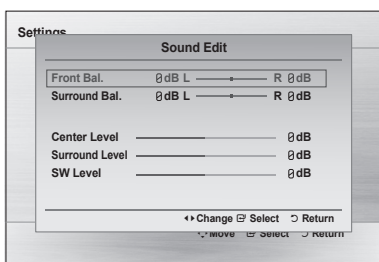 Settings
Sound Edit
Front Bal. 0dB L R 0dB
Surround Bal. 0dB L R 0dB
Center Level 0dB
Surround Level 0dB
SW Level 0dB
Change Select Return
Move Select Return